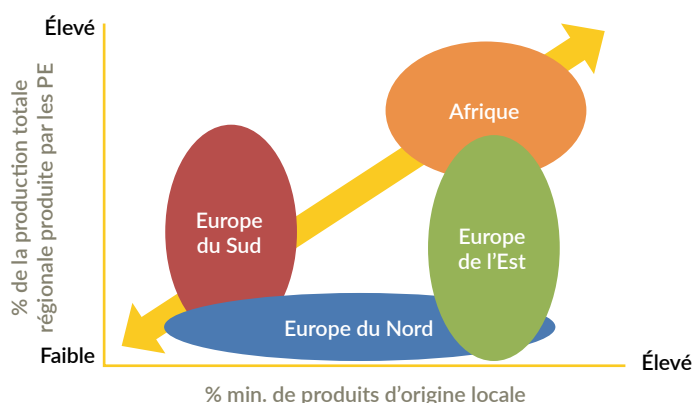 Élevé
% de la production totale
régionale produite par les PE
Afrique
Europe
du Sud
Europe
de l'Est
Europe du Nord
Faible
Élevé
% min. de produits d'origine locale